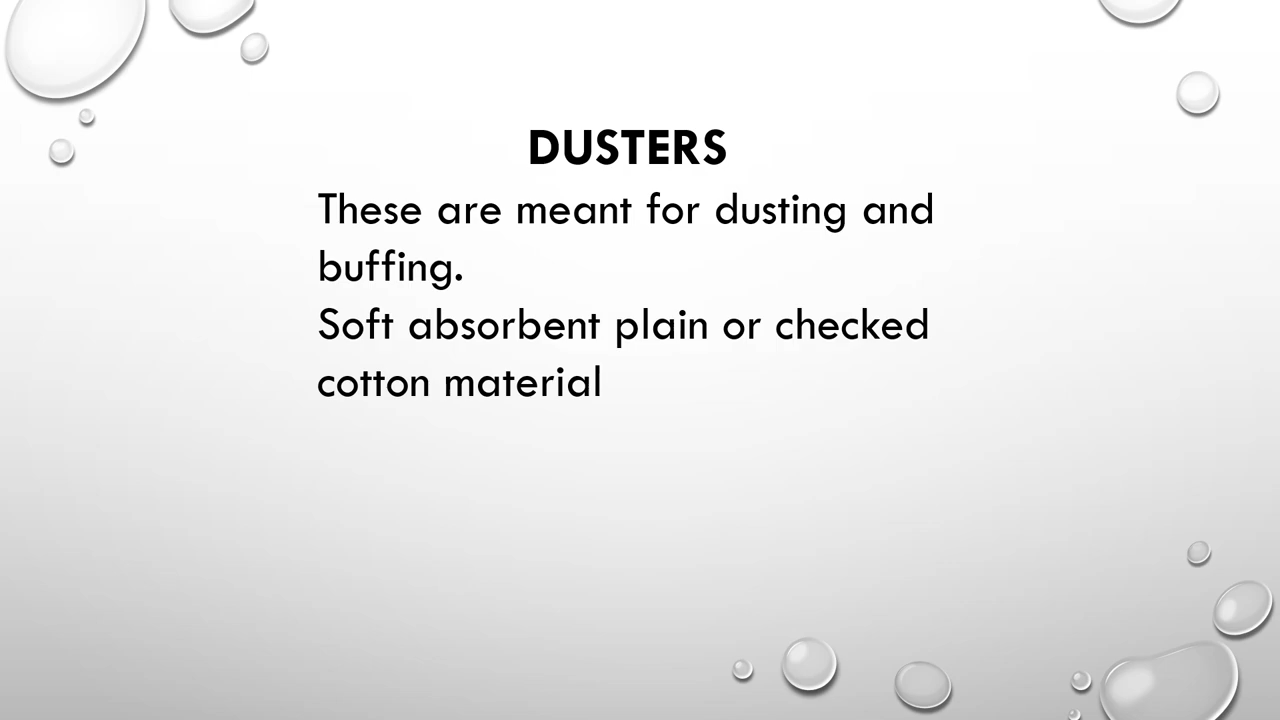 DUSTERS
These are meant for dusting and
buffing.
Soft absorbent plain or checked
cotton material